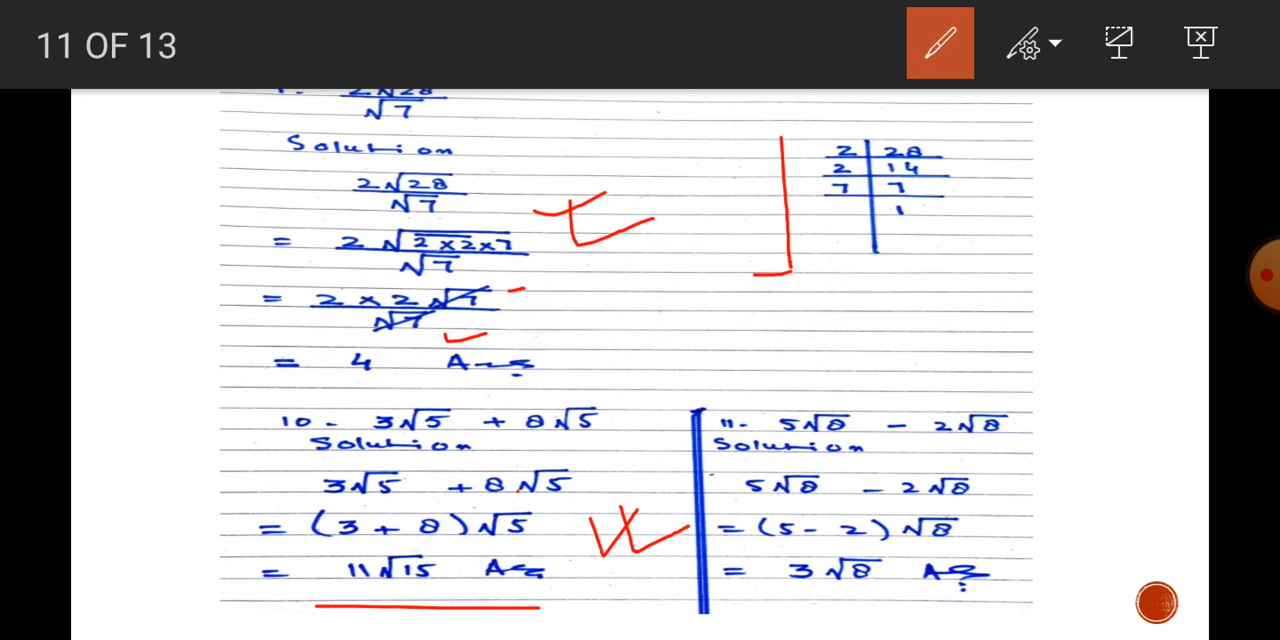 11 OF 13
2√28
√7
Solution
2√28
√7
= 2√2×2×7
√7
= 2 × 2√7
√7
= 4 Ans
2 28
2 14
7 7
1
10. 3√5 + 8√5
Solution
3√5 + 8√5
= (3 + 8)√5
= 11√15 Ans
11. 5√8 - 2√8
Solution
5√8 - 2√8
= (5 - 2)√8
= 3√8 Ans